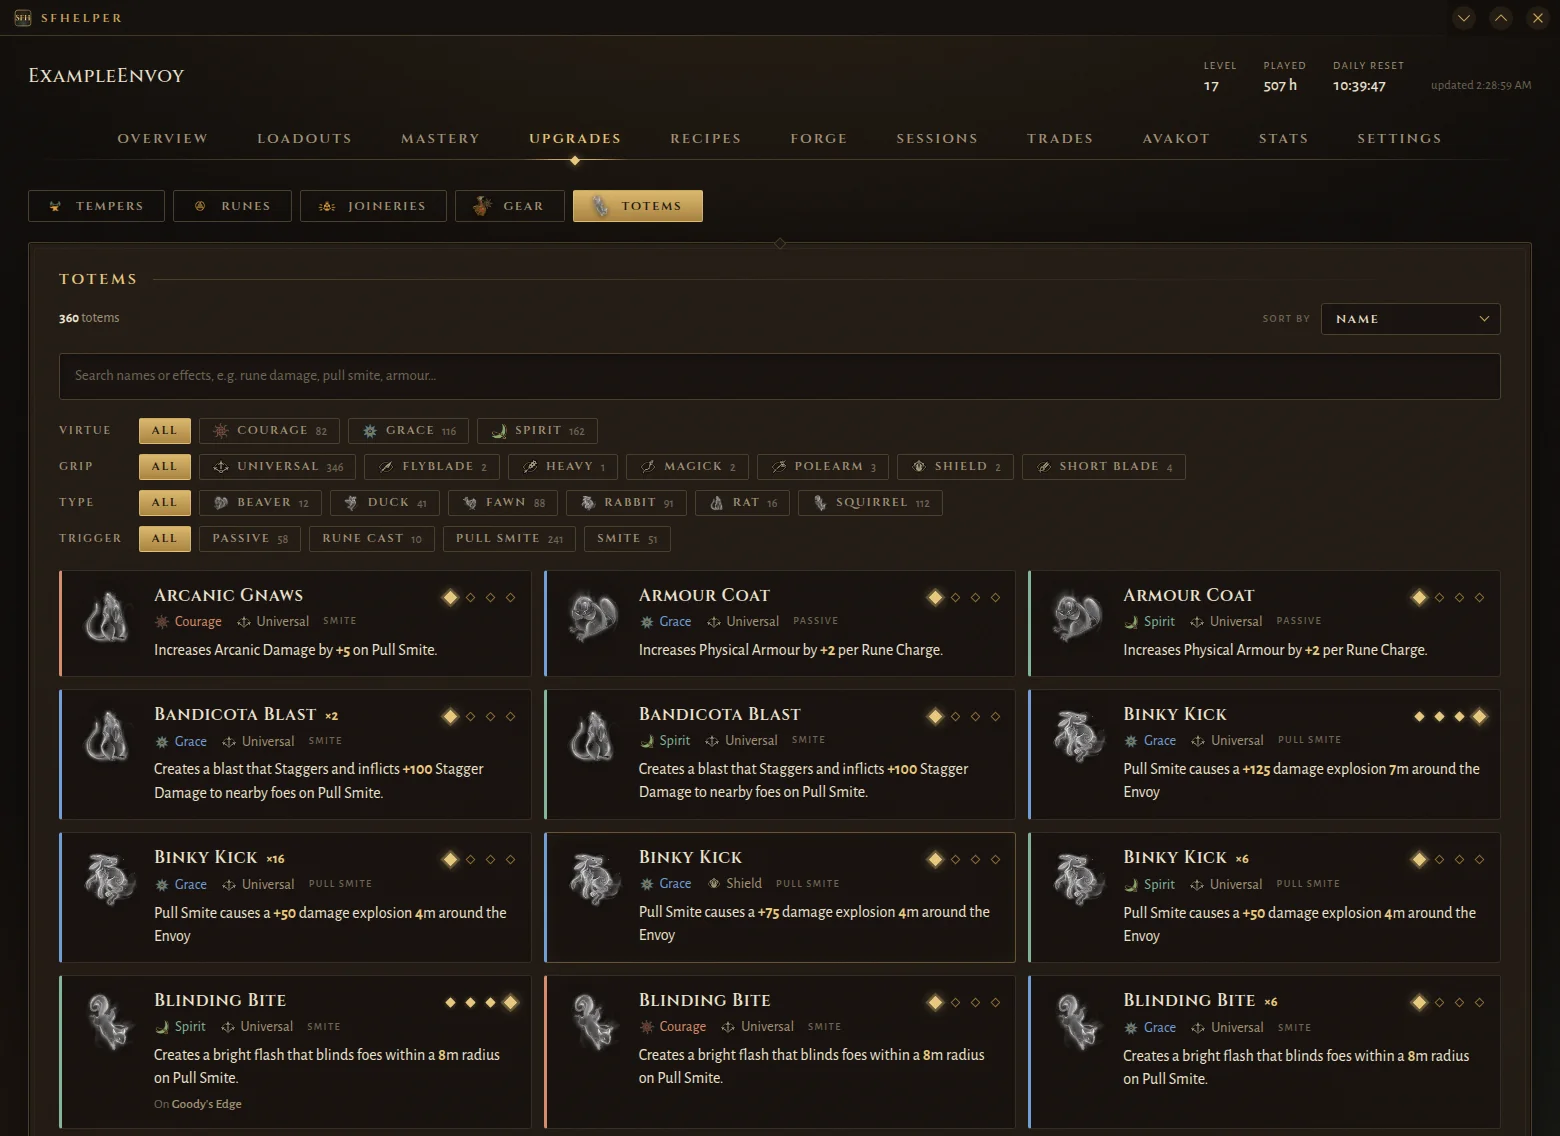 SFH SFHELPER
ExampleEnvoy
LEVEL PLAYED DAILY RESET
17 507 h 10:39:47 updated 2:28:59 AM
OVERVIEW LOADOUTS MASTERY UPGRADES RECIPES FORGE SESSIONS TRADES AVAKOT STATS SETTINGS
TEMPERS RUNES JOINERIES GEAR TOTEMS
TOTEMS
360 totems SORT BY NAME
Search names or effects, e.g. rune damage, pull smite, armour...
VIRTUE ALL COURAGE 82 GRACE 116 SPIRIT 162
GRIP ALL UNIVERSAL 346 FLYBLADE 2 HEAVY 1 MAGICK 2 POLEARM 3 SHIELD 2 SHORT BLADE 4
TYPE ALL BEAVER 12 DUCK 41 FAWN 88 RABBIT 91 RAT 16 SQUIRREL 112
TRIGGER ALL PASSIVE 58 RUNE CAST 10 PULL SMITE 241 SMITE 51
Arcanic Gnaws
Courage Universal SMITE
Increases Arcanic Damage by +5 on Pull Smite.
Armour Coat
Grace Universal PASSIVE
Increases Physical Armour by +2 per Rune Charge.
Armour Coat
Spirit Universal PASSIVE
Increases Physical Armour by +2 per Rune Charge.
Bandicota Blast ×2
Grace Universal SMITE
Creates a blast that Staggers and inflicts +100 Stagger
Damage to nearby foes on Pull Smite.
Bandicota Blast
Spirit Universal SMITE
Creates a blast that Staggers and inflicts +100 Stagger
Damage to nearby foes on Pull Smite.
Binky Kick
Grace Universal PULL SMITE
Pull Smite causes a +125 damage explosion 7m around the
Envoy
Binky Kick ×16
Grace Universal PULL SMITE
Pull Smite causes a +50 damage explosion 4m around the
Envoy
Binky Kick
Grace Shield PULL SMITE
Pull Smite causes a +75 damage explosion 4m around the
Envoy
Binky Kick ×6
Spirit Universal PULL SMITE
Pull Smite causes a +50 damage explosion 4m around the
Envoy
Blinding Bite
Spirit Universal SMITE
Creates a bright flash that blinds foes within a 8m radius
on Pull Smite.
On Goody's Edge
Blinding Bite
Courage Universal SMITE
Creates a bright flash that blinds foes within a 8m radius
on Pull Smite.
Blinding Bite ×6
Grace Universal SMITE
Creates a bright flash that blinds foes within a 8m radius
on Pull Smite.